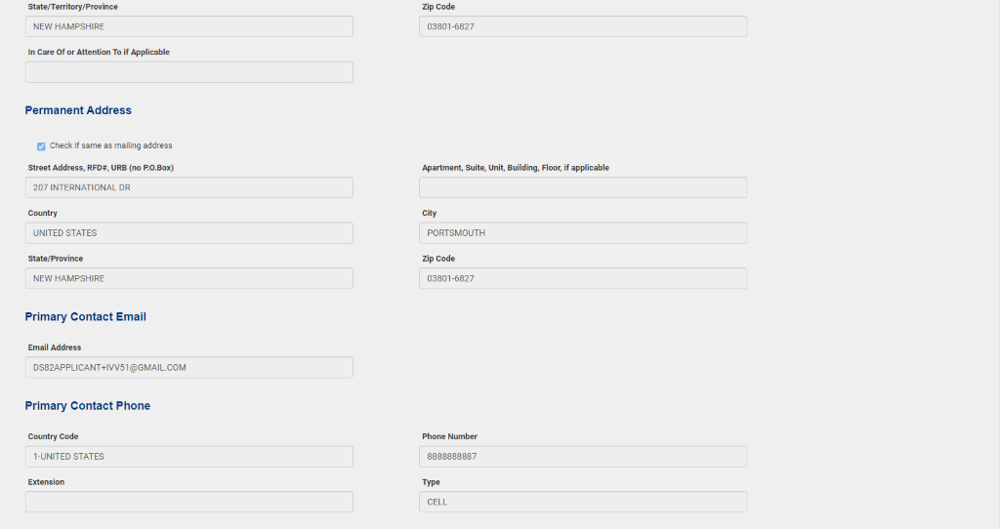 State/Territory/Province
Zip Code
NEW HAMPSHIRE
03801-6827
In Care Of or Attention To if Applicable
Permanent Address
Check if same as mailing address
Street Address, RFD#, URB (no P.O.Box)
Apartment, Suite, Unit, Building, Floor, if applicable
207 INTERNATIONAL DR
Country
City
UNITED STATES
PORTSMOUTH
State/Province
Zip Code
NEW HAMPSHIRE
03801-6827
Primary Contact Email
Email Address
DS82APPLICANT+IVV51@GMAIL.COM
Primary Contact Phone
Country Code
Phone Number
1-UNITED STATES
8888888887
Extension
Type
CELL